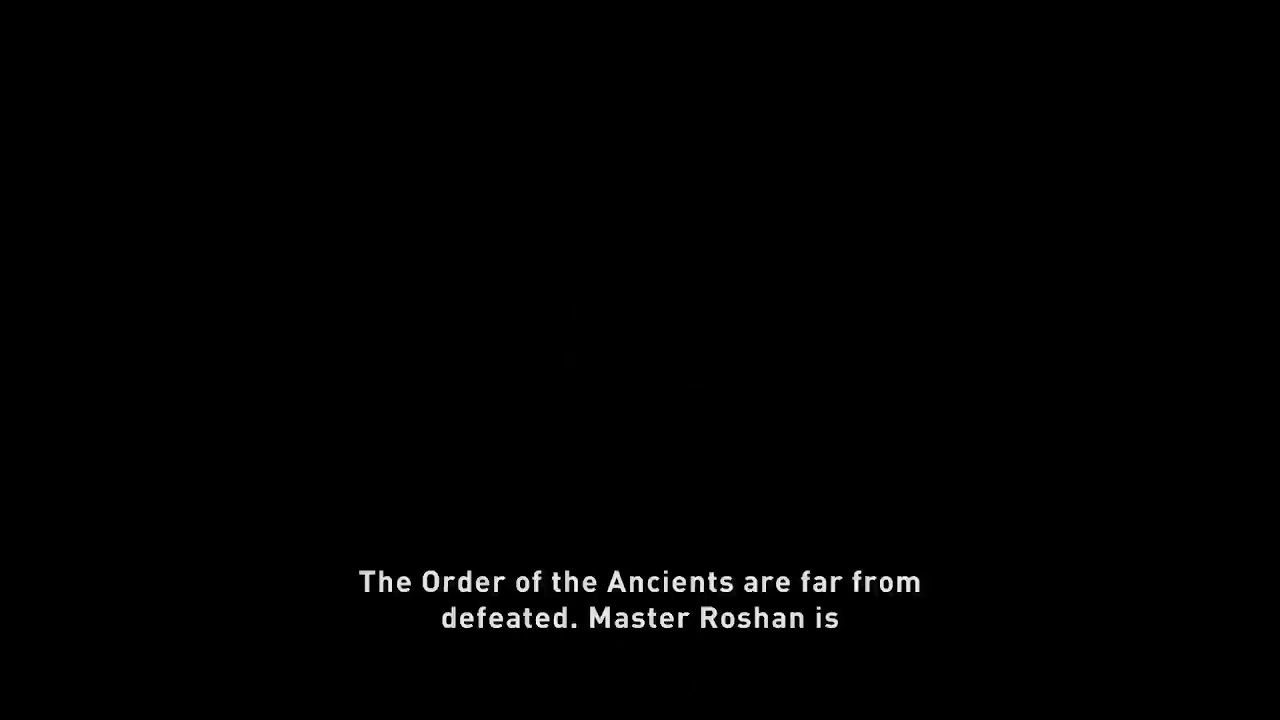 The Order of the Ancients are far from
defeated. Master Roshan is